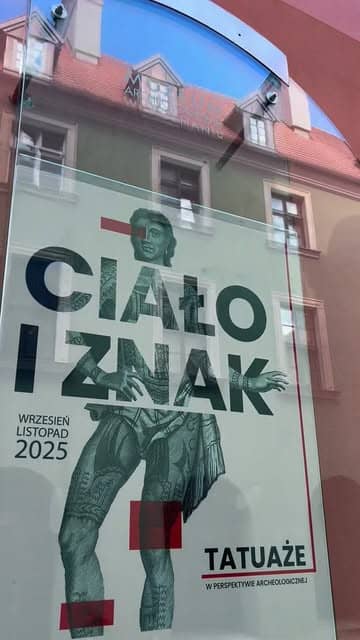 CIAŁO
I ZNAK
WRZESIEŃ
LISTOPAD
2025
TATUAŻE
W PERSPEKTYWIE ARCHEOLOGICZNEJ